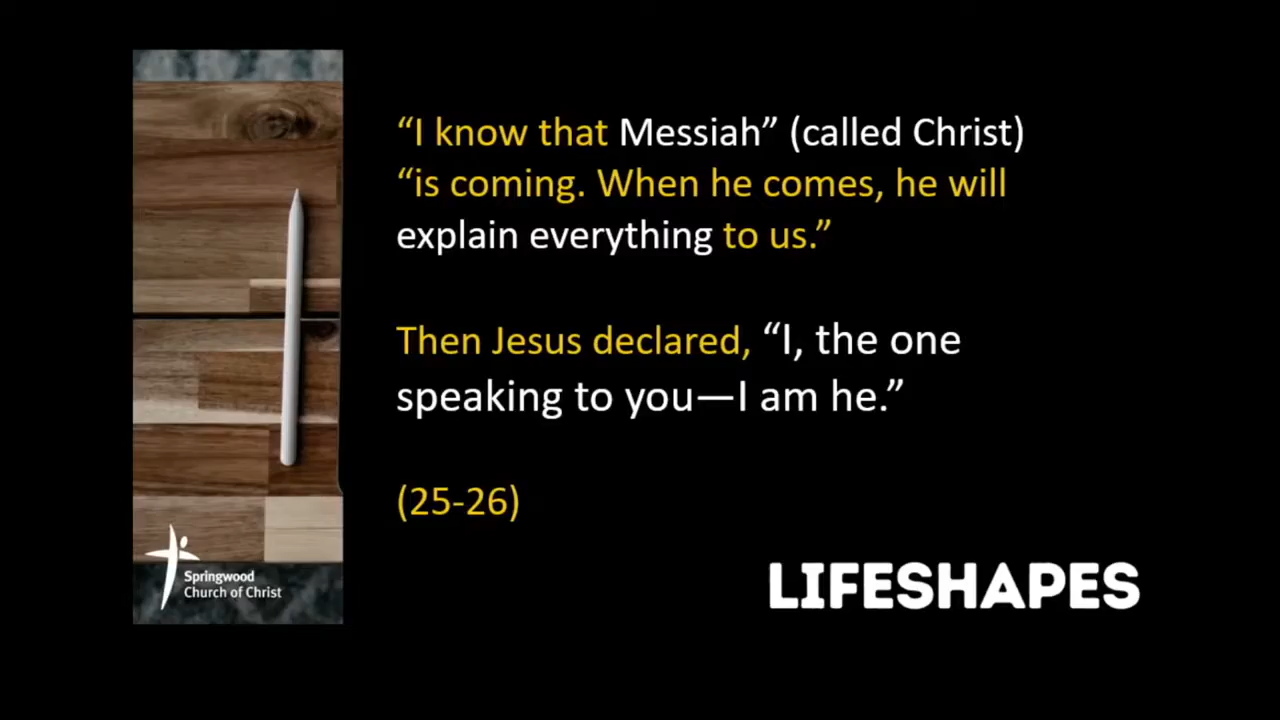 “I know that Messiah” (called Christ)
“is coming. When he comes, he will
explain everything to us.”
Then Jesus declared, “I, the one
speaking to you—I am he.”
(25-26)
Springwood
Church of Christ
LIFESHAPES